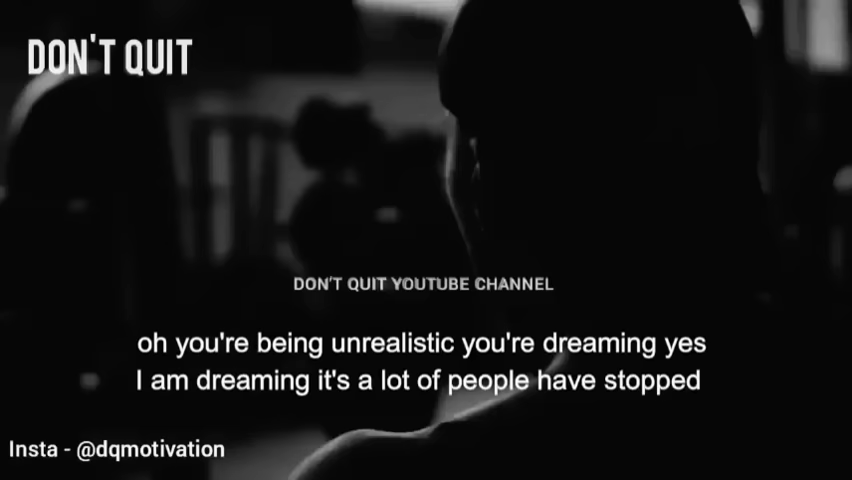 DON'T QUIT
DON'T QUIT YOUTUBE CHANNEL
oh you're being unrealistic you're dreaming yes
I am dreaming it's a lot of people have stopped
Insta - @dqmotivation